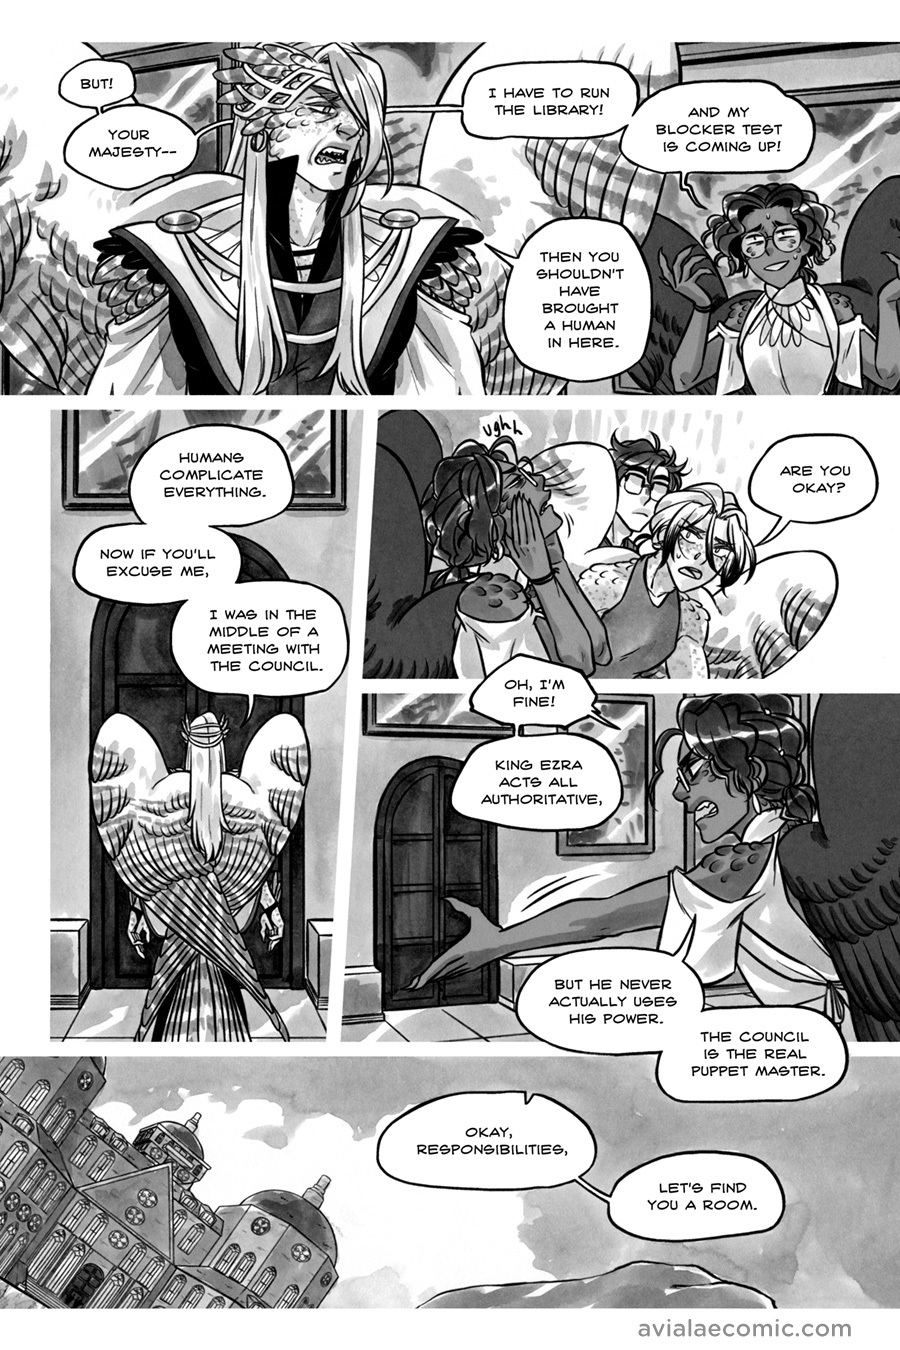 BUT!
YOUR
MAJESTY--
I HAVE TO RUN
THE LIBRARY!
AND MY
BLOCKER TEST
IS COMING UP!
THEN YOU
SHOULDN'T
HAVE
BROUGHT
A HUMAN
IN HERE.
HUMANS
COMPLICATE
EVERYTHING.
NOW IF YOU'LL
EXCUSE ME,
I WAS IN THE
MIDDLE OF A
MEETING WITH
THE COUNCIL.
ughh
ARE YOU
OKAY?
OH, I'M
FINE!
KING EZRA
ACTS ALL
AUTHORITATIVE,
BUT HE NEVER
ACTUALLY USES
HIS POWER.
THE COUNCIL
IS THE REAL
PUPPET MASTER.
OKAY,
RESPONSIBILITIES,
LET'S FIND
YOU A ROOM.
avialaecomic.com